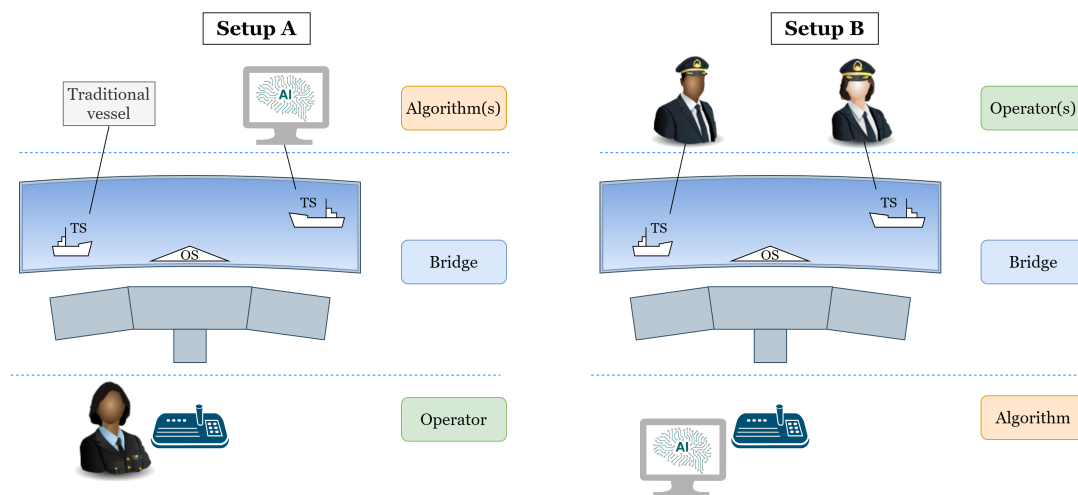 Setup A
Traditional
vessel
AI
Algorithm(s)
TS
TS
OS
Bridge
Operator
Setup B
Operator(s)
TS
TS
OS
Bridge
AI
Algorithm